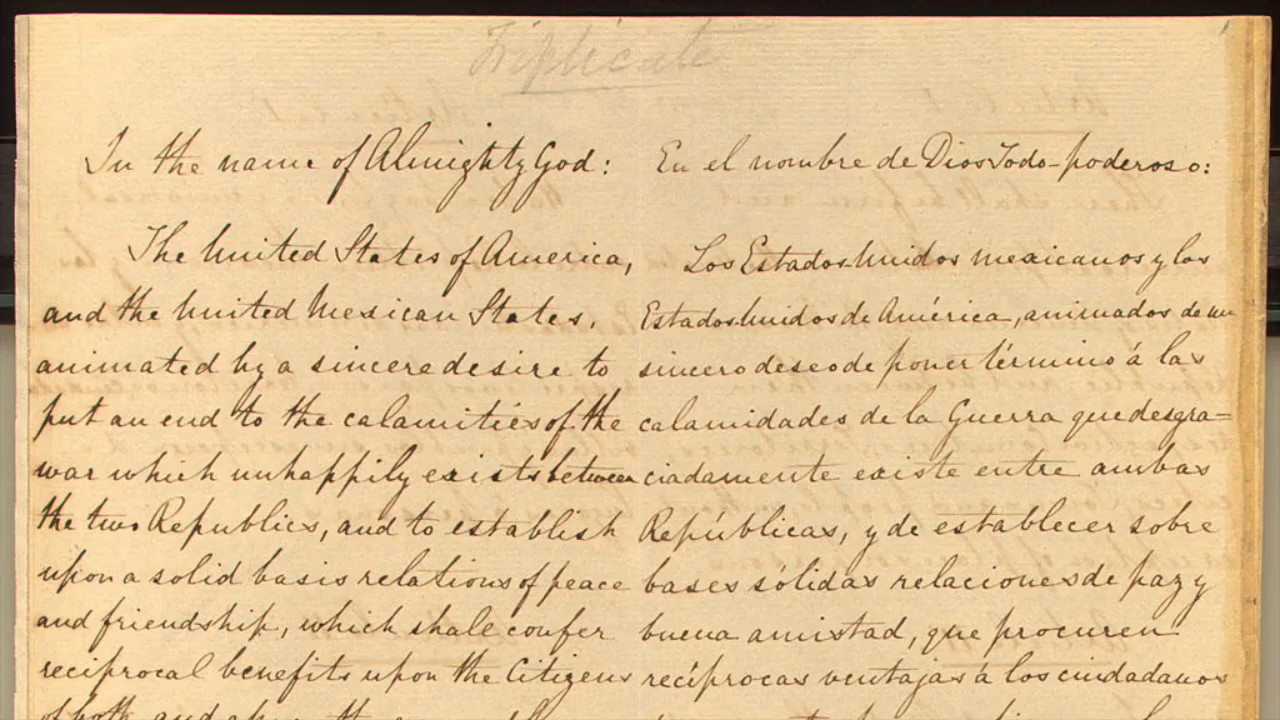 Triplicate
In the name of Almighty God:
The United States of America,
and the United Mexican States,
animated by a sincere desire to
put an end to the calamities of the
war which unhappily exists between
the two Republics, and to establish
upon a solid basis relations of peace
and friendship, which shall confer
reciprocal benefits upon the Citizens
of both, and
En el nombre de Dios Todo-poderoso:
Los Estados Unidos mexicanos y los
Estados Unidos de América, animados de un
sincero deseo de poner término á las
calamidades de la Guerra que desgra=
ciadamente existe entre ambas
Repúblicas, y de establecer sobre
bases sólidas relaciones de paz y
buena amistad, que procuren
recíprocas ventajas á los ciudadanos